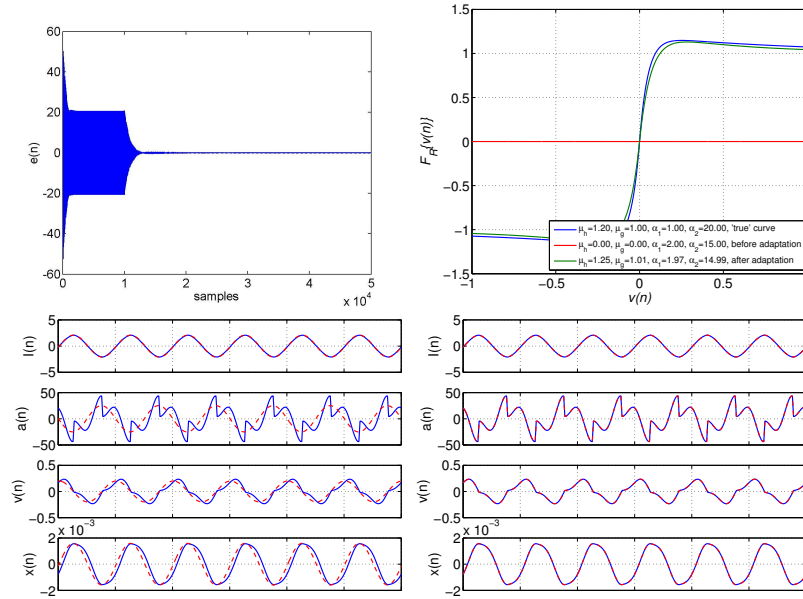 60
40
20
0
−20
−40
−60
e(n)
0
1
2
3
4
5
samples
x 10⁴
1.5
1
0.5
0
−0.5
−1
−1.5
F_R{v(n)}
μ_h=1.20, μ_g=1.00, α_1=1.00, α_2=20.00, 'true' curve
μ_h=0.00, μ_g=0.00, α_1=2.00, α_2=15.00, before adaptation
μ_h=1.25, μ_g=1.01, α_1=1.97, α_2=14.99, after adaptation
−1
−0.5
0
0.5
v(n)
5
0
−5
l(n)
50
0
−50
a(n)
0.5
0
−0.5
v(n)
x 10⁻³
2
0
−2
x(n)
5
0
−5
l(n)
50
0
−50
a(n)
0.5
0
−0.5
v(n)
x 10⁻³
2
0
−2
x(n)